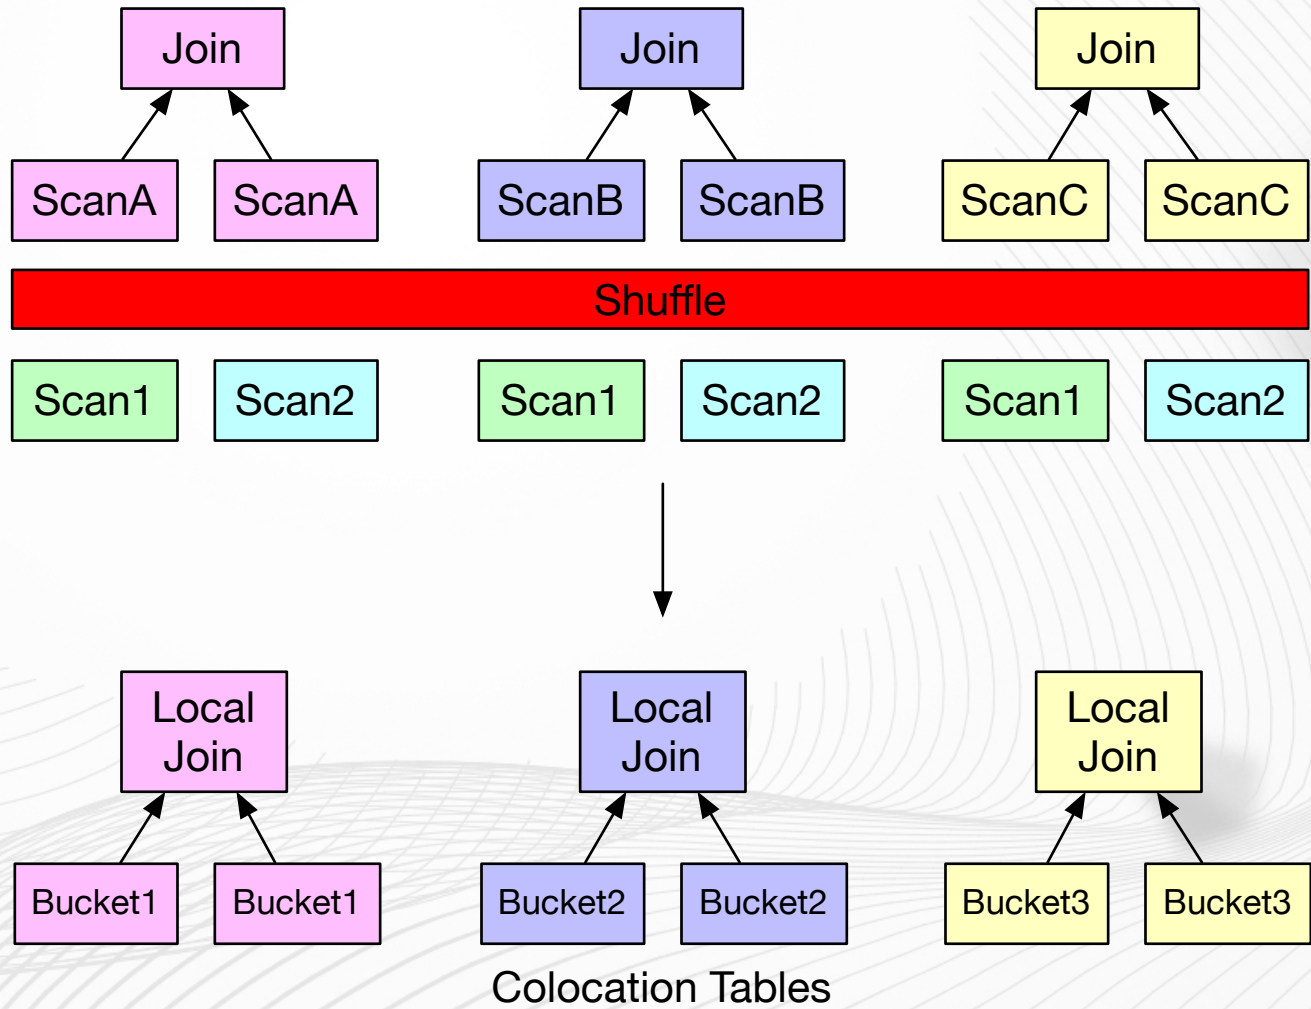 Join
Join
Join
ScanA
ScanA
ScanB
ScanB
ScanC
ScanC
Shuffle
Scan1
Scan2
Scan1
Scan2
Scan1
Scan2
Local
Join
Local
Join
Local
Join
Bucket1
Bucket1
Bucket2
Bucket2
Bucket3
Bucket3
Colocation Tables